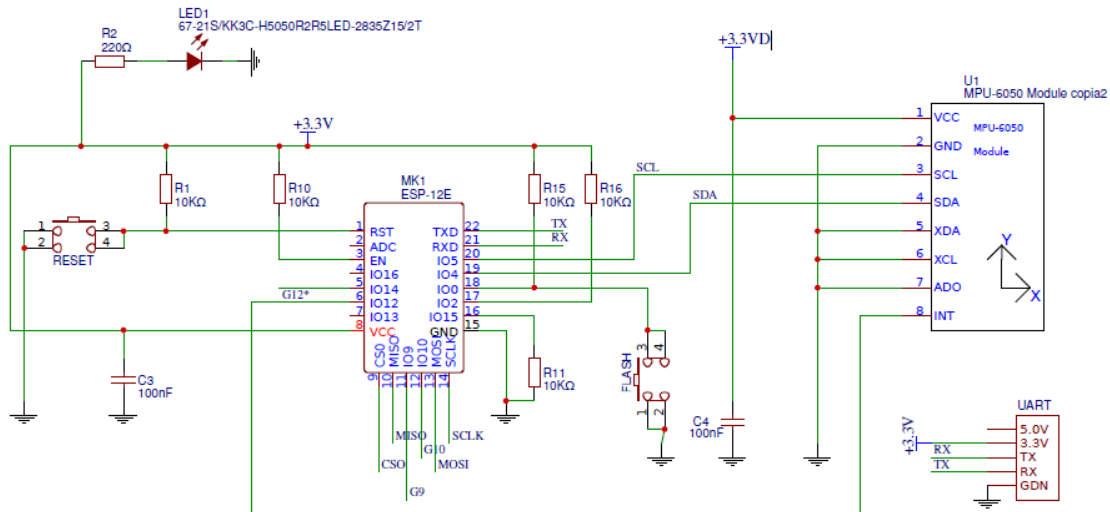 LED1
67-21S/KK3C-H5050R2R5LED-2835Z15/2T
R2
220Ω
+3.3VD
U1
MPU-6050 Module copia2
+3.3V
1 VCC
MPU-6050
Module
2 GND
3 SCL
4 SDA
5 XDA
6 XCL
7 ADO
8 INT
Y
X
SCL
SDA
R1
10KΩ
R10
10KΩ
MK1
ESP-12E
R15
10KΩ
R16
10KΩ
1 3
2 4
RESET
1 RST
2 ADC
3 EN
4 IO16
5 IO14
6 IO12
7 IO13
8 VCC
TXD 22 TX
RXD 21 RX
IO5 20
IO4 19
IO0 18
IO2 17
IO15 16
GND 15
G12*
CS0 9
MISO 10
IO9 11
IO10 12
MOSI 13
SCLK 14
MISO
SCLK
G10
CSO
MOSI
G9
C3
100nF
R11
10KΩ
3 4
FLASH
1 2
C4
100nF
UART
5.0V
+3.3V
3.3V
RX TX
TX RX
GDN